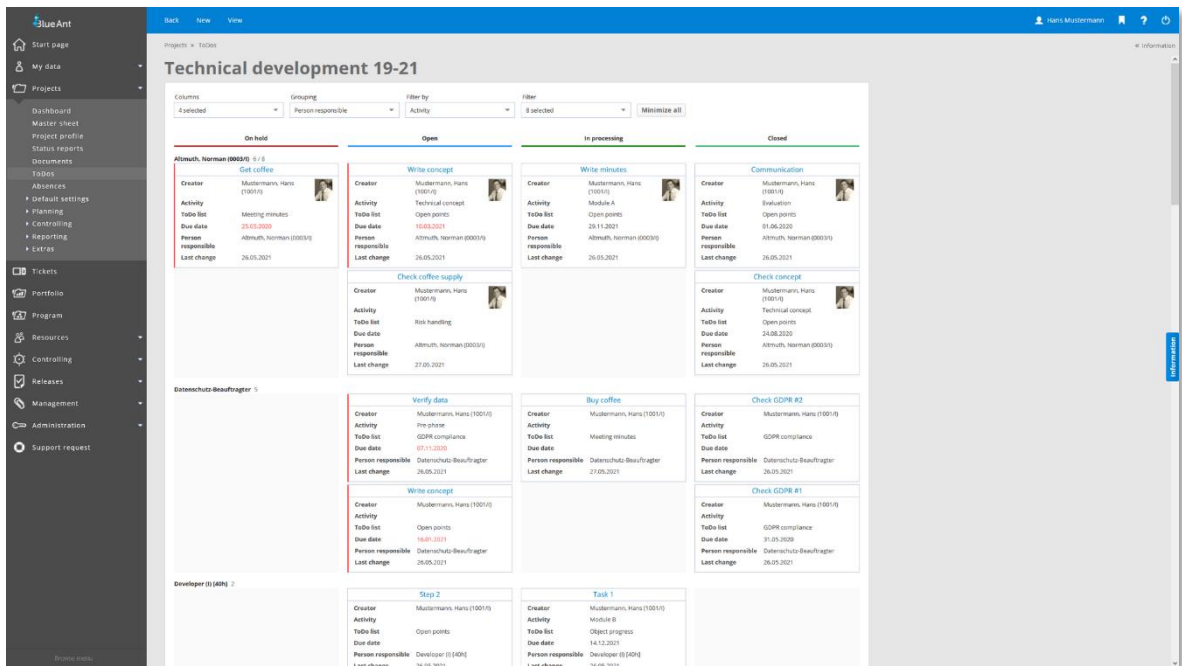 BlueAnt
Back New View
Hans Mustermann ?
Start page
My data
Projects
Dashboard
Master sheet
Project profile
Status reports
Documents
ToDos
Absences
Default settings
Planning
Controlling
Reporting
Extras
Tickets
Portfolio
Program
Resources
Controlling
Releases
Management
Administration
Support request
Browse menu
Projects » ToDos
« Information
Technical development 19-21
Columns Grouping Filter by Filter
4 selected Person responsible Activity 8 selected Minimize all
On hold Open In processing Closed
Altmuth, Norman (0003/I) 6 / 8
Get coffee
Creator Mustermann, Hans
(1001/I)
Activity
ToDo list Meeting minutes
Due date 25.03.2020
Person Altmuth, Norman (0003/I)
responsible
Last change 26.05.2021
Write concept
Creator Mustermann, Hans
(1001/I)
Activity Technical concept
ToDo list Open points
Due date 10.03.2021
Person Altmuth, Norman (0003/I)
responsible
Last change 26.05.2021
Write minutes
Creator Mustermann, Hans
(1001/I)
Activity Module A
ToDo list Open points
Due date 29.11.2021
Person Altmuth, Norman (0003/I)
responsible
Last change 26.05.2021
Communication
Creator Mustermann, Hans
(1001/I)
Activity Evaluation
ToDo list Open points
Due date 01.06.2020
Person Altmuth, Norman (0003/I)
responsible
Last change 26.05.2021
Check coffee supply
Creator Mustermann, Hans
(1001/I)
Activity
ToDo list Risk handling
Due date
Person Altmuth, Norman (0003/I)
responsible
Last change 27.05.2021
Check concept
Creator Mustermann, Hans
(1001/I)
Activity Technical concept
ToDo list Open points
Due date 24.08.2020
Person Altmuth, Norman (0003/I)
responsible
Last change 26.05.2021
Information
Datenschutz-Beauftragter 5
Verify data
Creator Mustermann, Hans (1001/I)
Activity Pre-phase
ToDo list GDPR compliance
Due date 07.11.2020
Person responsible Datenschutz-Beauftragter
Last change 26.05.2021
Buy coffee
Creator Mustermann, Hans (1001/I)
Activity
ToDo list Meeting minutes
Due date
Person responsible Datenschutz-Beauftragter
Last change 27.05.2021
Check GDPR #2
Creator Mustermann, Hans (1001/I)
Activity
ToDo list GDPR compliance
Due date
Person responsible Datenschutz-Beauftragter
Last change 26.05.2021
Write concept
Creator Mustermann, Hans (1001/I)
Activity
ToDo list Open points
Due date 16.01.2021
Person responsible Datenschutz-Beauftragter
Last change 26.05.2021
Check GDPR #1
Creator Mustermann, Hans (1001/I)
Activity
ToDo list GDPR compliance
Due date 31.05.2020
Person responsible Datenschutz-Beauftragter
Last change 26.05.2021
Developer (I) [40h] 2
Step 2
Creator Mustermann, Hans (1001/I)
Activity
ToDo list Open points
Due date
Person responsible Developer (I) [40h]
Last change 26.05.2021
Task 1
Creator Mustermann, Hans (1001/I)
Activity Module B
ToDo list Object progress
Due date 14.12.2021
Person responsible Developer (I) [40h]
Last change 26.05.2021